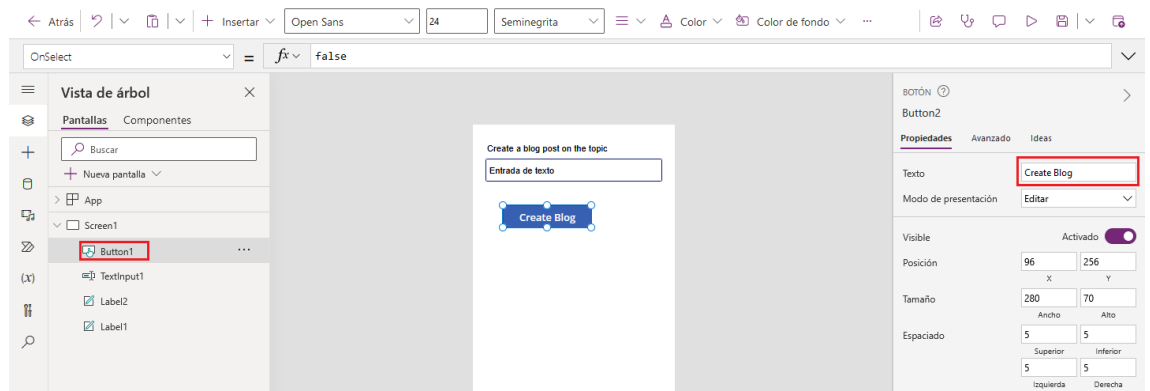 Atrás
Insertar
Open Sans
24
Seminegrita
Color
Color de fondo
OnSelect
= fx false
Vista de árbol
Pantallas Componentes
Buscar
Nueva pantalla
App
Screen1
Button1
TextInput1
Label2
Label1
Create a blog post on the topic
Entrada de texto
Create Blog
BOTÓN
Button2
Propiedades Avanzado Ideas
Texto Create Blog
Modo de presentación Editar
Visible Activado
Posición 96 256
X Y
Tamaño 280 70
Ancho Alto
Espaciado 5 5
Superior Inferior
5 5
Izquierda Derecha